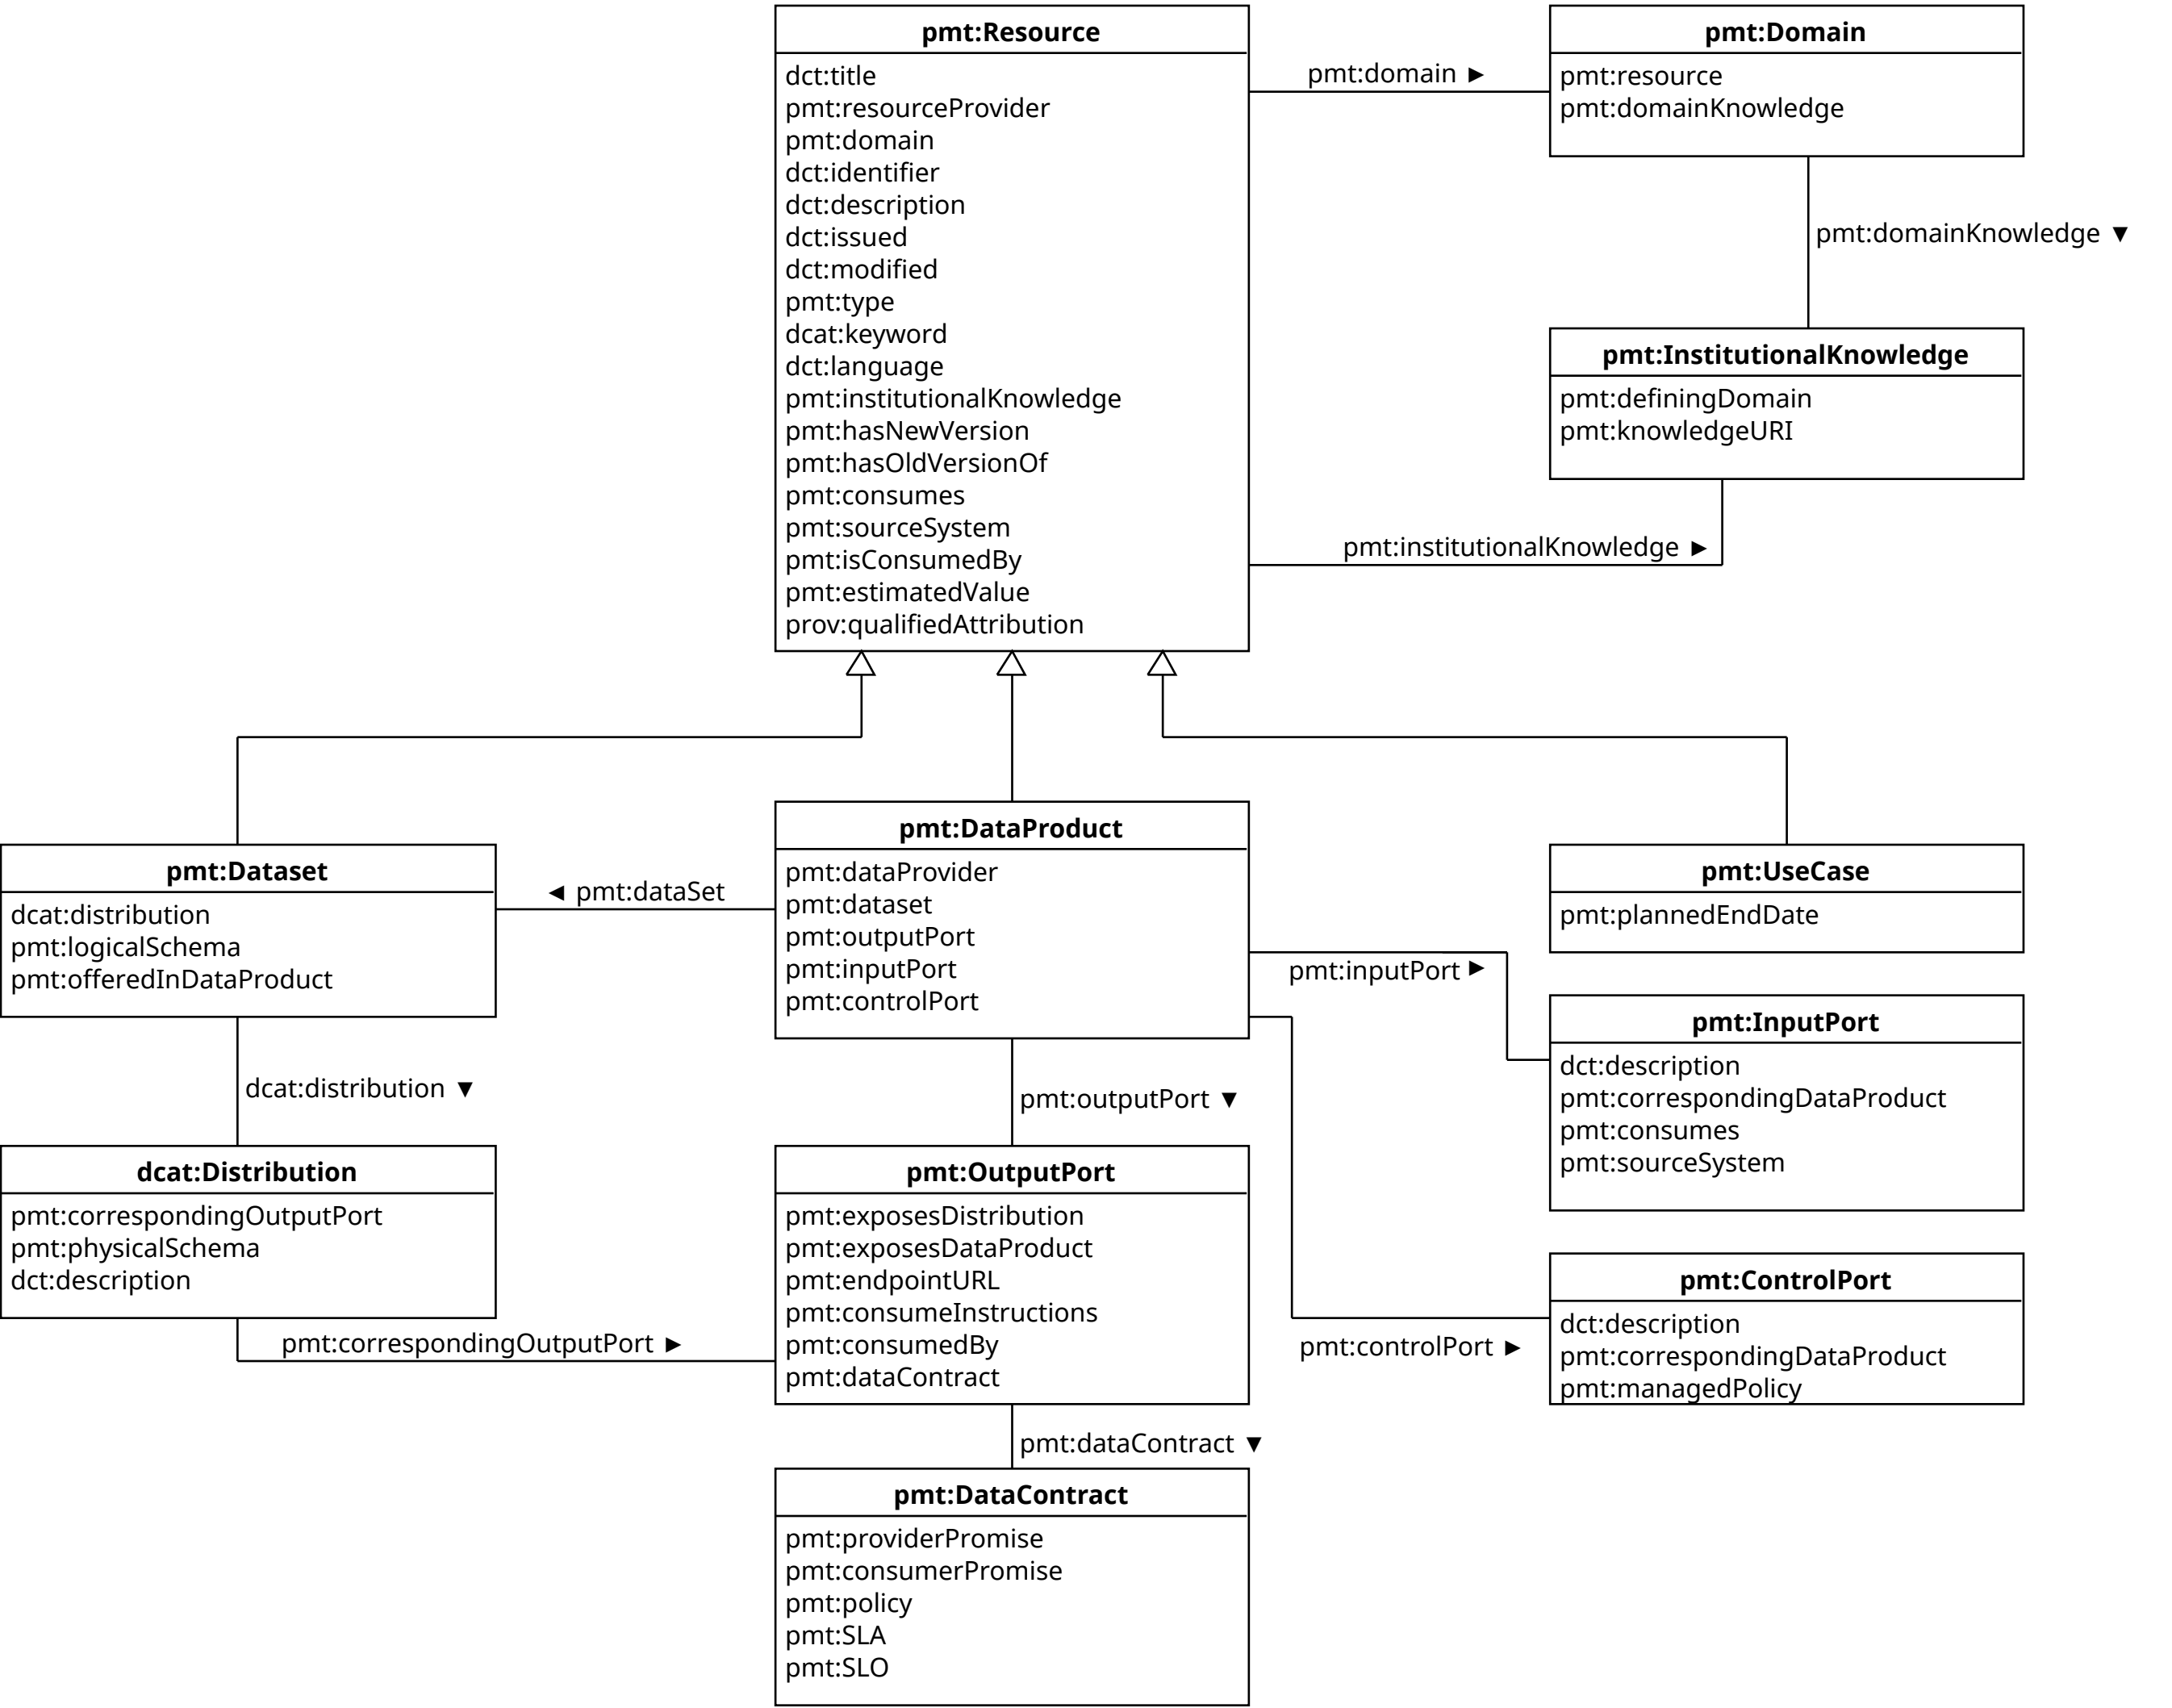 pmt:Resource
dct:title
pmt:resourceProvider
pmt:domain
dct:identifier
dct:description
dct:issued
dct:modified
pmt:type
dcat:keyword
dct:language
pmt:institutionalKnowledge
pmt:hasNewVersion
pmt:hasOldVersionOf
pmt:consumes
pmt:sourceSystem
pmt:isConsumedBy
pmt:estimatedValue
prov:qualifiedAttribution
pmt:domain ►
pmt:Domain
pmt:resource
pmt:domainKnowledge
pmt:domainKnowledge ▼
pmt:InstitutionalKnowledge
pmt:definingDomain
pmt:knowledgeURI
pmt:institutionalKnowledge ►
pmt:Dataset
dcat:distribution
pmt:logicalSchema
pmt:offeredInDataProduct
◄ pmt:dataSet
pmt:DataProduct
pmt:dataProvider
pmt:dataset
pmt:outputPort
pmt:inputPort
pmt:controlPort
pmt:UseCase
pmt:plannedEndDate
pmt:inputPort ►
pmt:InputPort
dct:description
pmt:correspondingDataProduct
pmt:consumes
pmt:sourceSystem
dcat:distribution ▼
pmt:outputPort ▼
dcat:Distribution
pmt:correspondingOutputPort
pmt:physicalSchema
dct:description
pmt:correspondingOutputPort ►
pmt:OutputPort
pmt:exposesDistribution
pmt:exposesDataProduct
pmt:endpointURL
pmt:consumeInstructions
pmt:consumedBy
pmt:dataContract
pmt:controlPort ►
pmt:ControlPort
dct:description
pmt:correspondingDataProduct
pmt:managedPolicy
pmt:dataContract ▼
pmt:DataContract
pmt:providerPromise
pmt:consumerPromise
pmt:policy
pmt:SLA
pmt:SLO